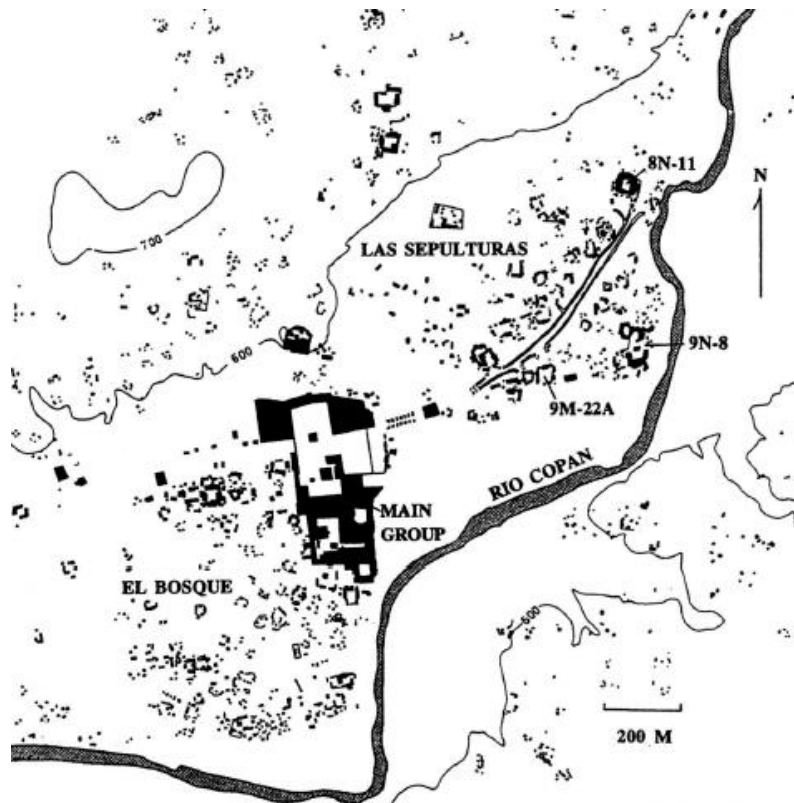 8N-11
N
700
LAS SEPULTURAS
600
9N-8
9M-22A
RIO COPAN
MAIN
GROUP
EL BOSQUE
600
200 M